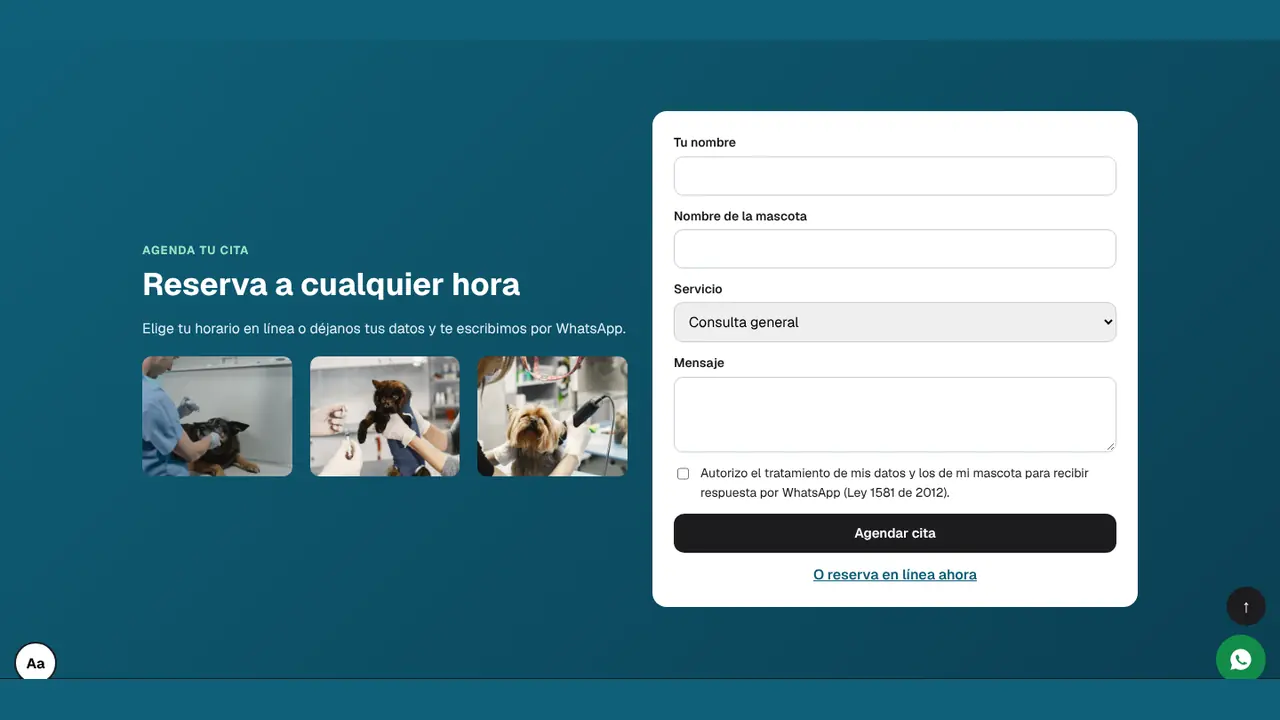 AGENDA TU CITA
Reserva a cualquier hora
Elige tu horario en línea o déjanos tus datos y te escribimos por WhatsApp.
Tu nombre
Nombre de la mascota
Servicio
Consulta general
Mensaje
Autorizo el tratamiento de mis datos y los de mi mascota para recibir
respuesta por WhatsApp (Ley 1581 de 2012).
Agendar cita
O reserva en línea ahora
↑
Aa